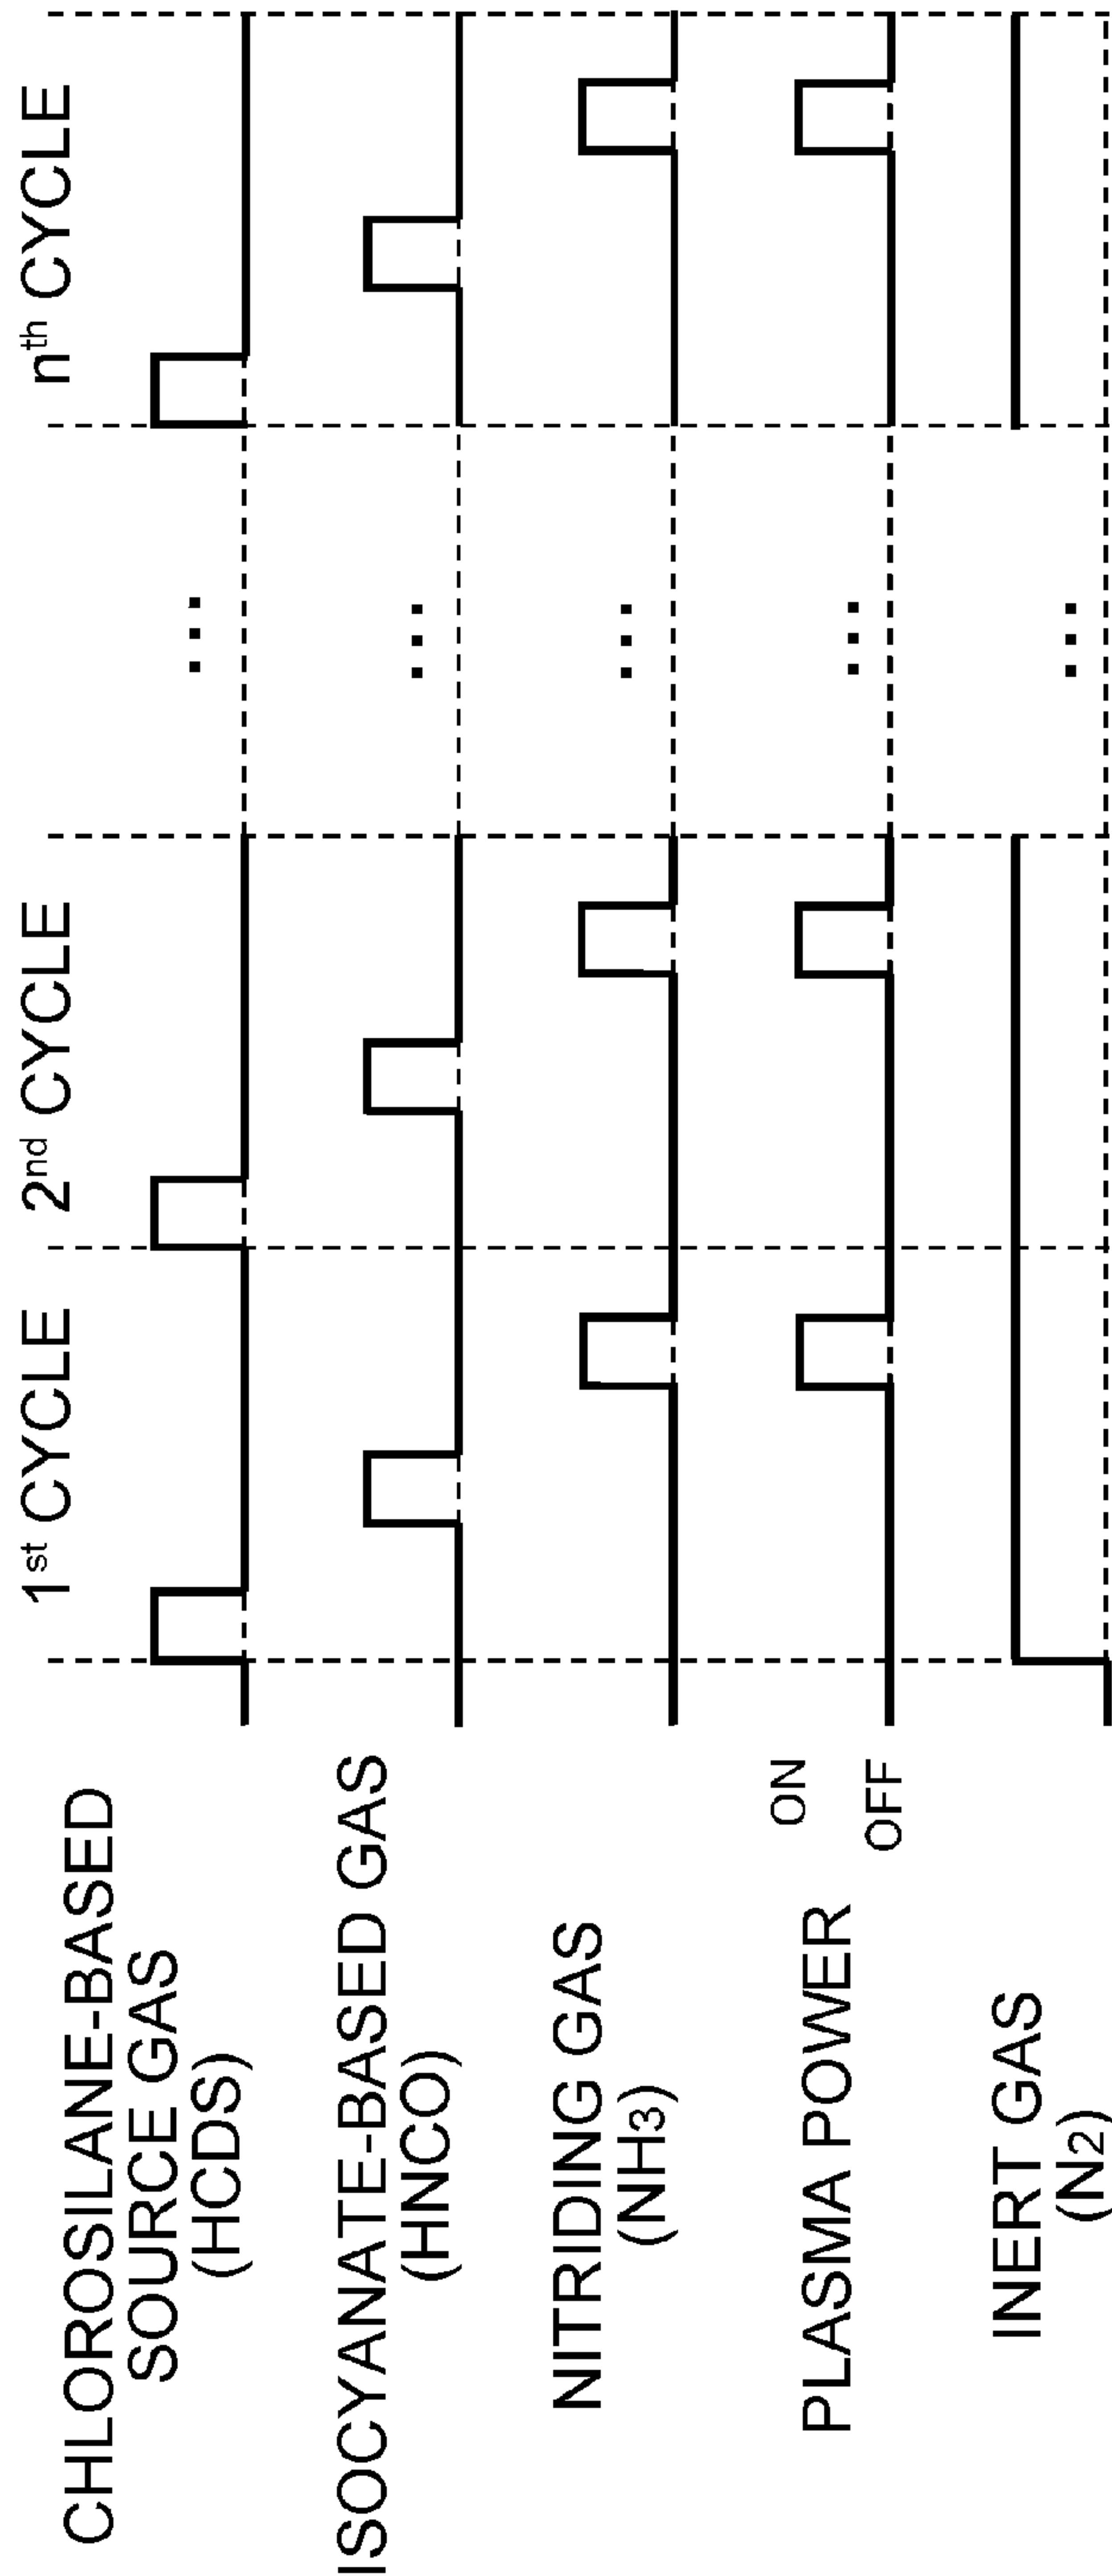 1st CYCLE
2nd CYCLE
nth CYCLE
CHLOROSILANE-BASED
SOURCE GAS
(HCDS)
...
ISOCYANATE-BASED GAS
(HNCO)
...
NITRIDING GAS
(NH3)
...
PLASMA POWER
ON
OFF
...
INERT GAS
(N2)
...